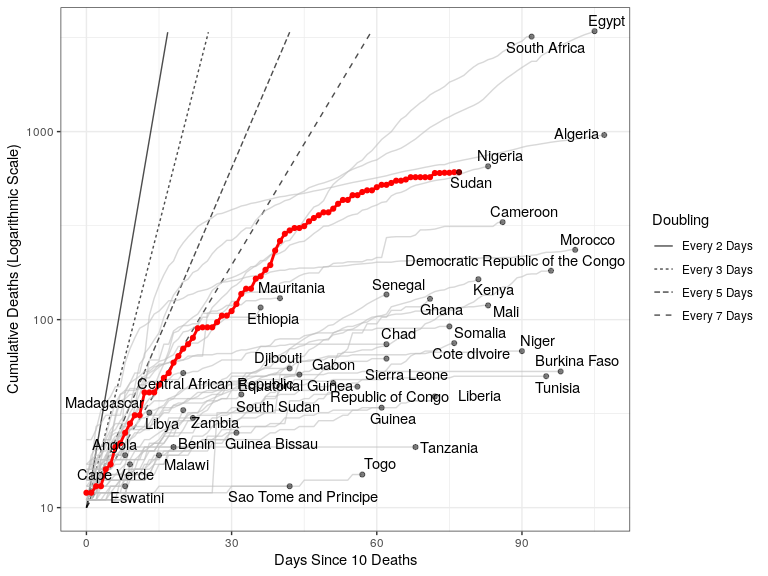 Egypt
South Africa
Algeria
Nigeria
Sudan
Cameroon
Morocco
Democratic Republic of the Congo
Mauritania
Senegal
Kenya
Ethiopia
Ghana
Mali
Chad
Somalia
Niger
Djibouti
Gabon
Cote dIvoire
Burkina Faso
Central African Republic
Equatorial Guinea
Sierra Leone
Tunisia
Madagascar
South Sudan
Republic of Congo
Liberia
Libya
Zambia
Guinea
Angola
Benin
Guinea Bissau
Tanzania
Cape Verde
Malawi
Togo
Eswatini
Sao Tome and Principe
Cumulative Deaths (Logarithmic Scale)
1000
100
10
0
30
60
90
Days Since 10 Deaths
Doubling
Every 2 Days
Every 3 Days
Every 5 Days
Every 7 Days